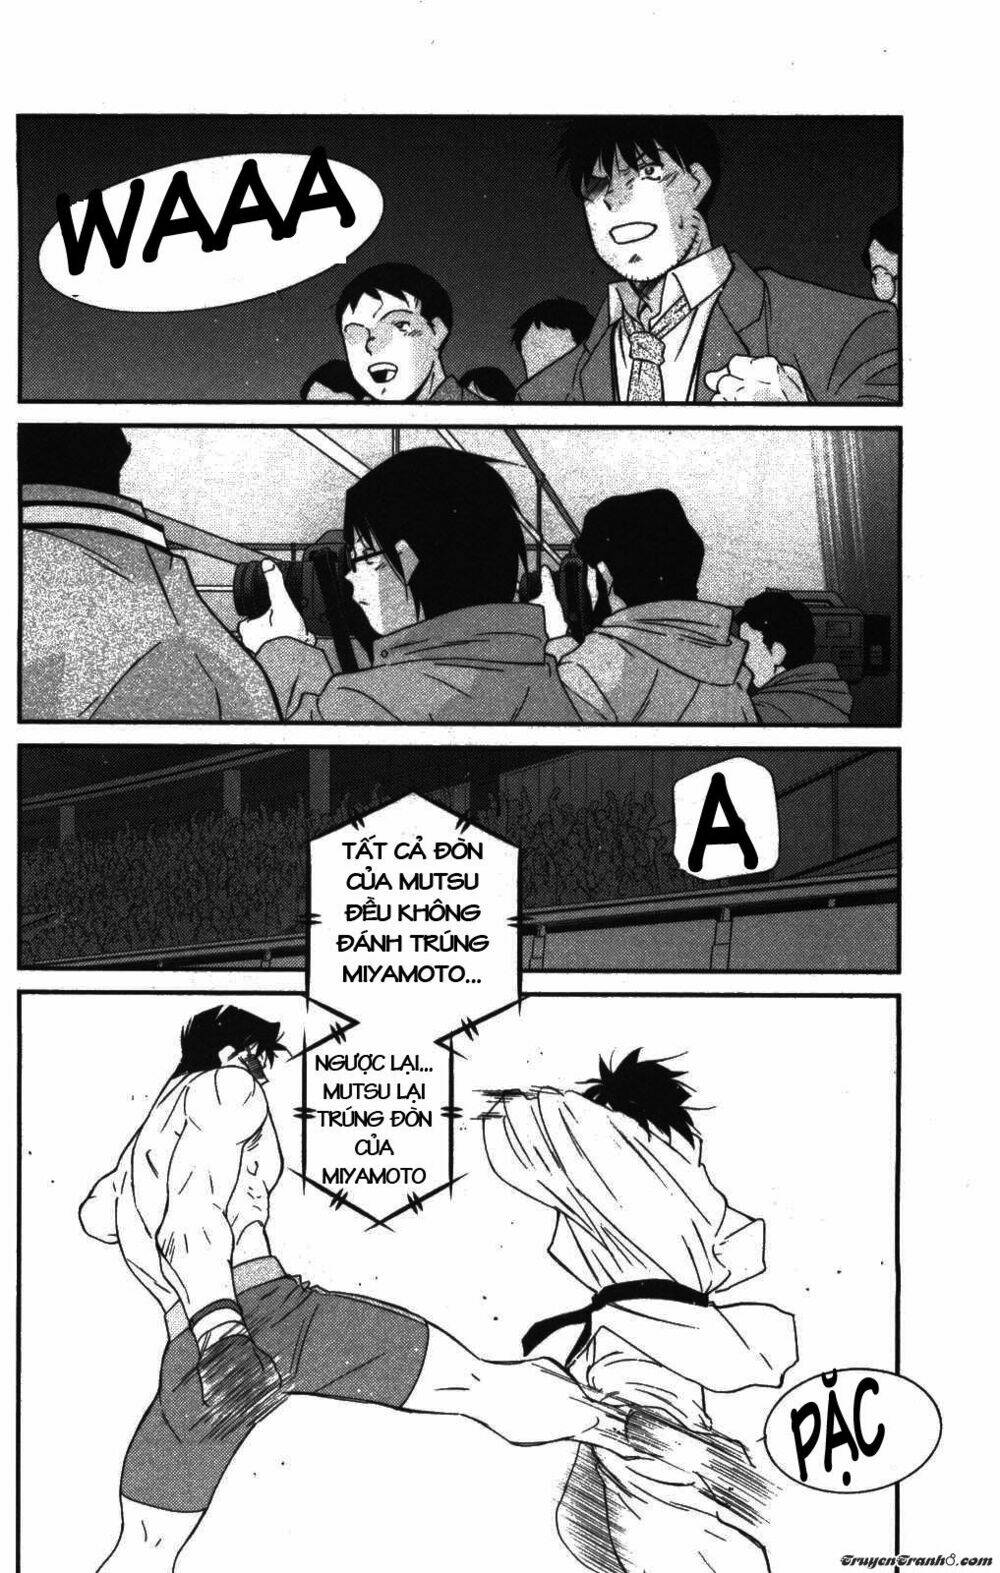 WAAA
A
TẤT CẢ ĐÒN
CỦA MUTSU
ĐỀU KHÔNG
ĐÁNH TRÚNG
MIYAMOTO...
NGƯỢC LẠI...
MUTSU LẠI
TRÚNG ĐÒN
CỦA
MIYAMOTO
PẶC
TruyenTranh8.com